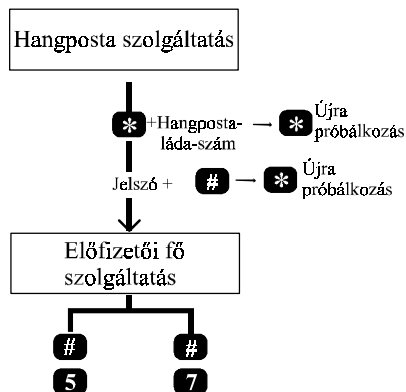 Hangposta szolgáltatás
* +Hangposta- → * Újra
láda-szám próbálkozás
Jelszó + # → * Újra
próbálkozás
Előfizetői fő
szolgáltatás
# #
5 7